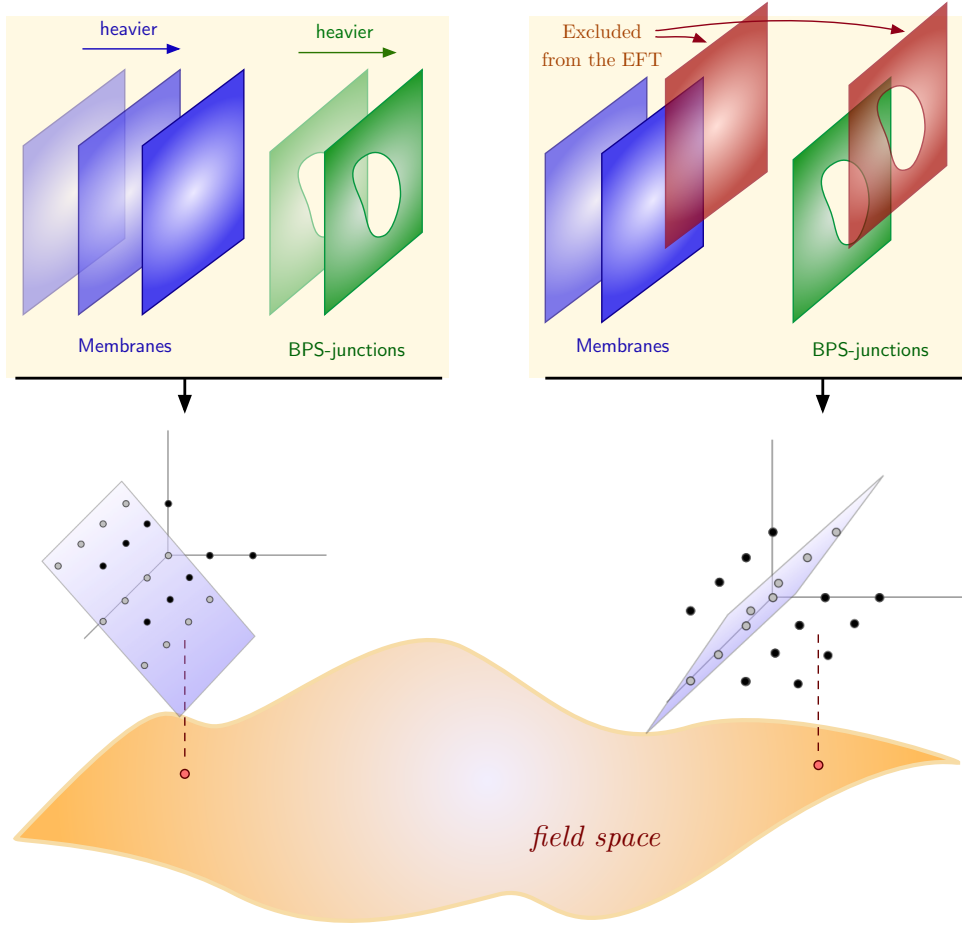 heavier
heavier
Membranes
BPS-junctions
Excluded
from the EFT
Membranes
BPS-junctions
field space